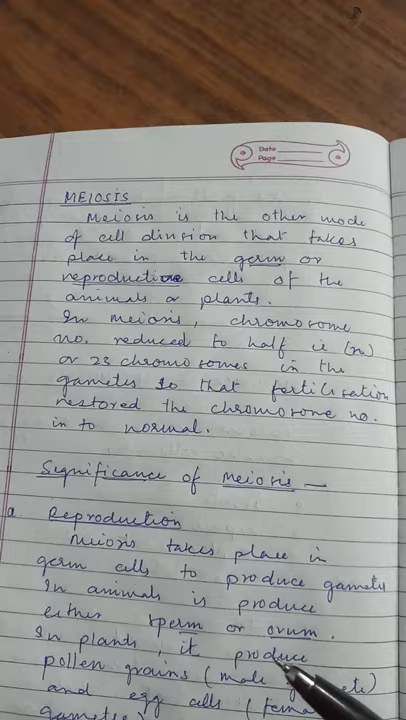 Date
Page
MEIOSIS
Meiosis is the other mode
of cell division that takes
place in the germ or
reproductive cells of the
animals or plants.
In meiosis, chromosome
no. reduced to half ie (n)
or 23 chromosomes in the
gametes so that fertilisation
restored the chromosome no.
in to normal.
Significance of Meiosis —
a Reproduction
Meiosis takes place in
germ cells to produce gametes
In animals is produce
either sperm or ovum.
In plants, it produce
pollen grains (male
and egg cells (fema
gametes)